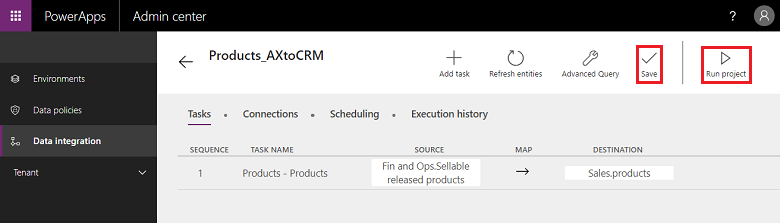 PowerApps Admin center ?
Products_AXtoCRM
Add task Refresh entities Advanced Query Save Run project
Environments
Data policies
Data integration
Tenant
Tasks • Connections • Scheduling • Execution history
SEQUENCE TASK NAME SOURCE MAP DESTINATION
1 Products - Products Fin and Ops.Sellable released products → Sales.products